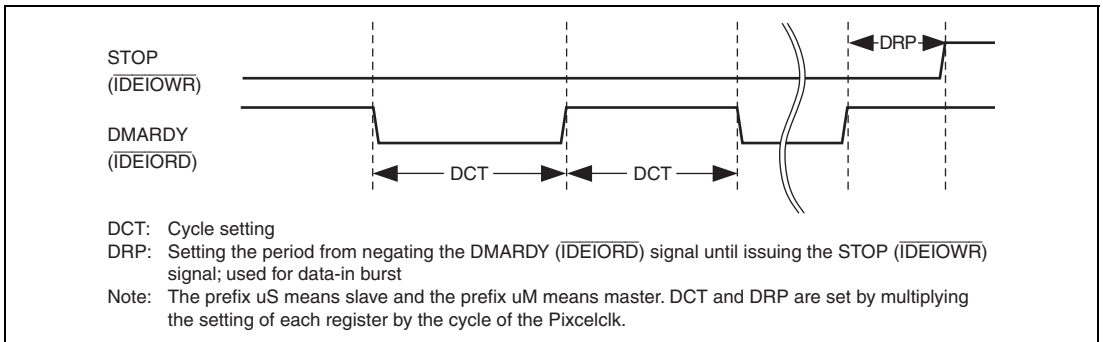 STOP
(IDEIOWR)
DRP
DMARDY
(IDEIORD)
DCT DCT
DCT: Cycle setting
DRP: Setting the period from negating the DMARDY (IDEIORD) signal until issuing the STOP (IDEIOWR)
signal; used for data-in burst
Note: The prefix uS means slave and the prefix uM means master. DCT and DRP are set by multiplying
the setting of each register by the cycle of the Pixcelclk.